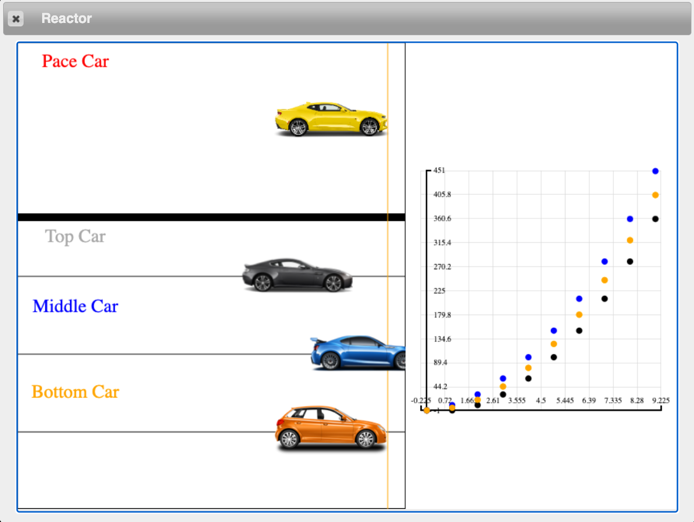 Reactor
Pace Car
Top Car
Middle Car
Bottom Car
451
405.8
360.6
315.4
270.2
225
179.8
134.6
89.4
44.2
-0.225 0.72 1.665 2.61 3.555 4.5 5.445 6.39 7.335 8.28 9.225